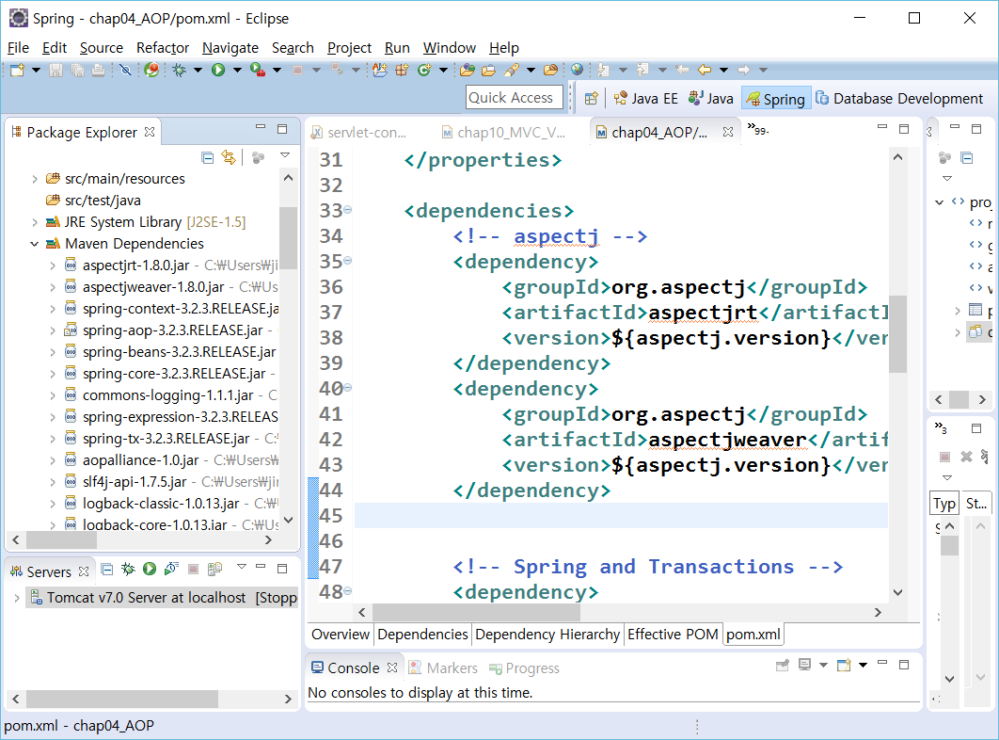 Spring - chap04_AOP/pom.xml - Eclipse
File Edit Source Refactor Navigate Search Project Run Window Help
Quick Access
Java EE Java Spring Database Development
Package Explorer
src/main/resources
src/test/java
JRE System Library [J2SE-1.5]
Maven Dependencies
aspectjrt-1.8.0.jar - C:₩Users₩ji
aspectjweaver-1.8.0.jar - C:₩Us
spring-context-3.2.3.RELEASE.ja
spring-aop-3.2.3.RELEASE.jar -
spring-beans-3.2.3.RELEASE.jar
spring-core-3.2.3.RELEASE.jar -
commons-logging-1.1.1.jar - C
spring-expression-3.2.3.RELEAS
spring-tx-3.2.3.RELEASE.jar - C:
aopalliance-1.0.jar - C:₩Users₩
slf4j-api-1.7.5.jar - C:₩Users₩jir
logback-classic-1.0.13.jar - C:₩
logback-core-1.0.13.jar - C:₩Us
servlet-con... chap10_MVC_V... chap04_AOP/... 99
31 </properties>
32
33 <dependencies>
34 <!-- aspectj -->
35 <dependency>
36 <groupId>org.aspectj</groupId>
37 <artifactId>aspectjrt</artifactI
38 <version>${aspectj.version}</ver
39 </dependency>
40 <dependency>
41 <groupId>org.aspectj</groupId>
42 <artifactId>aspectjweaver</artif
43 <version>${aspectj.version}</ver
44 </dependency>
45
46
47 <!-- Spring and Transactions -->
48 <dependency>
Overview Dependencies Dependency Hierarchy Effective POM pom.xml
proj
3
Typ St...
Servers
Tomcat v7.0 Server at localhost [Stopp
Console Markers Progress
No consoles to display at this time.
pom.xml - chap04_AOP